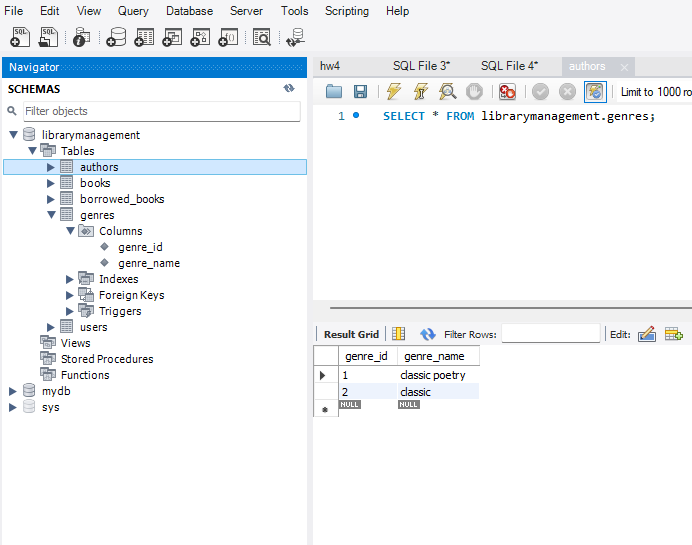 File Edit View Query Database Server Tools Scripting Help
SQL SQL
Navigator
SCHEMAS
Filter objects
librarymanagement
Tables
authors
books
borrowed_books
genres
Columns
genre_id
genre_name
Indexes
Foreign Keys
Triggers
users
Views
Stored Procedures
Functions
mydb
sys
hw4 SQL File 3* SQL File 4* authors
Limit to 1000 ro
1 SELECT * FROM librarymanagement.genres;
Result Grid Filter Rows: Edit:
genre_id genre_name
1 classic poetry
2 classic
NULL NULL